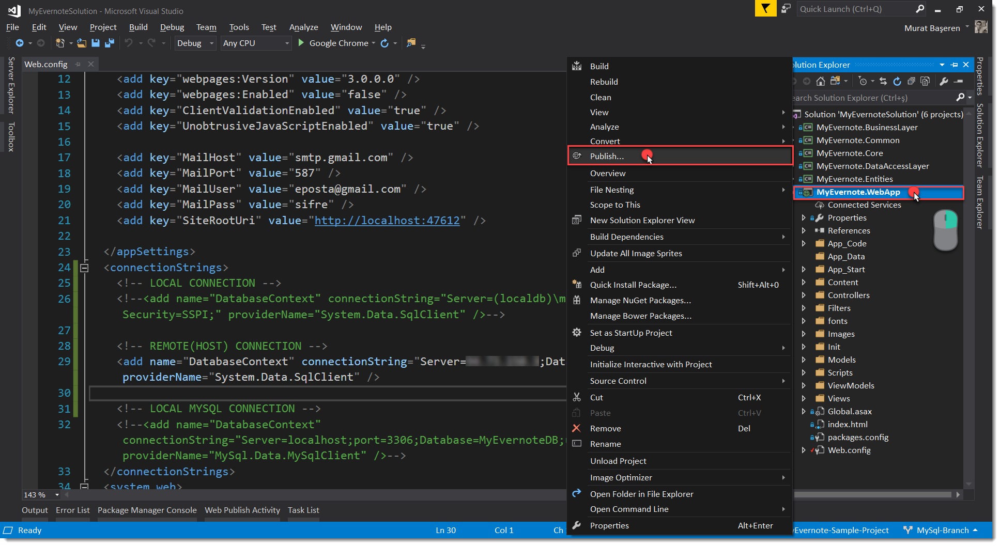 MyEvernoteSolution - Microsoft Visual Studio
Quick Launch (Ctrl+Q)
File Edit View Project Build Debug Team Tools Test Analyze Window Help
Murat Başeren
Debug Any CPU Google Chrome
Server Explorer
Toolbox
Web.config
12 <add key="webpages:Version" value="3.0.0.0" />
13 <add key="webpages:Enabled" value="false" />
14 <add key="ClientValidationEnabled" value="true" />
15 <add key="UnobtrusiveJavaScriptEnabled" value="true" />
16
17 <add key="MailHost" value="smtp.gmail.com" />
18 <add key="MailPort" value="587" />
19 <add key="MailUser" value="eposta@gmail.com" />
20 <add key="MailPass" value="sifre" />
21 <add key="SiteRootUri" value="http://localhost:47612" />
22
23 </appSettings>
24 <connectionStrings>
25 <!-- LOCAL CONNECTION -->
26 <!--<add name="DatabaseContext" connectionString="Server=(localdb)\m
Security=SSPI;" providerName="System.Data.SqlClient" />-->
27
28 <!-- REMOTE(HOST) CONNECTION -->
29 <add name="DatabaseContext" connectionString="Server= ;Dat
providerName="System.Data.SqlClient" />
30
31 <!-- LOCAL MYSQL CONNECTION -->
32 <!--<add name="DatabaseContext"
connectionString="Server=localhost;port=3306;Database=MyEvernoteDB;
providerName="MySql.Data.MySqlClient" />-->
33 </connectionStrings>
34 <system.web>
143 %
Build
Rebuild
Clean
View
Analyze
Convert
Publish...
Overview
File Nesting
Scope to This
New Solution Explorer View
Build Dependencies
Update All Image Sprites
Add
Quick Install Package... Shift+Alt+0
Manage NuGet Packages...
Manage Bower Packages...
Set as StartUp Project
Debug
Initialize Interactive with Project
Source Control
Cut Ctrl+X
Paste Ctrl+V
Remove Del
Rename
Unload Project
Image Optimizer
Open Folder in File Explorer
Open Command Line
Properties Alt+Enter
olution Explorer
earch Solution Explorer (Ctrl+ş)
Solution 'MyEvernoteSolution' (6 projects)
MyEvernote.BusinessLayer
MyEvernote.Common
MyEvernote.Core
MyEvernote.DataAccessLayer
MyEvernote.Entities
MyEvernote.WebApp
Connected Services
Properties
References
App_Code
App_Data
App_Start
Content
Controllers
Filters
fonts
Images
Init
Models
Scripts
ViewModels
Views
Global.asax
index.html
packages.config
Web.config
Properties
Solution Explorer
Team Explorer
Output Error List Package Manager Console Web Publish Activity Task List
Ready Ln 30 Col 1 Ch
Evernote-Sample-Project MySql-Branch